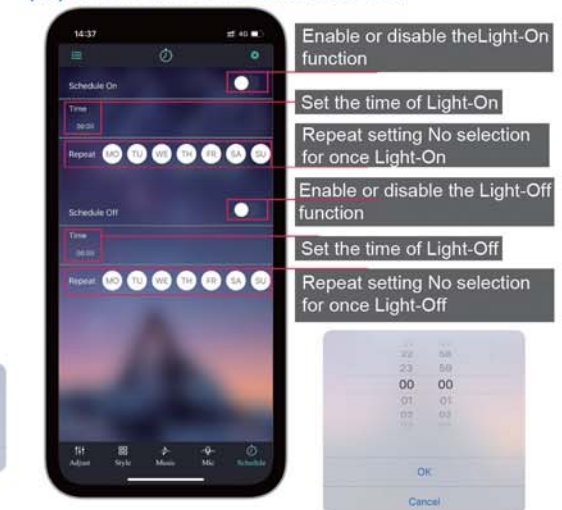 14:37
4G
Schedule On
Time
00:00
Repeat MO TU WE TH FR SA SU
Schedule Off
Time
00:00
Repeat MO TU WE TH FR SA SU
Adjust Style Music Mic Schedule
Enable or disable theLight-On
function
Set the time of Light-On
Repeat setting No selection
for once Light-On
Enable or disable the Light-Off
function
Set the time of Light-Off
Repeat setting No selection
for once Light-Off
22 58
23 59
00 00
01 01
02 02
OK
Cancel